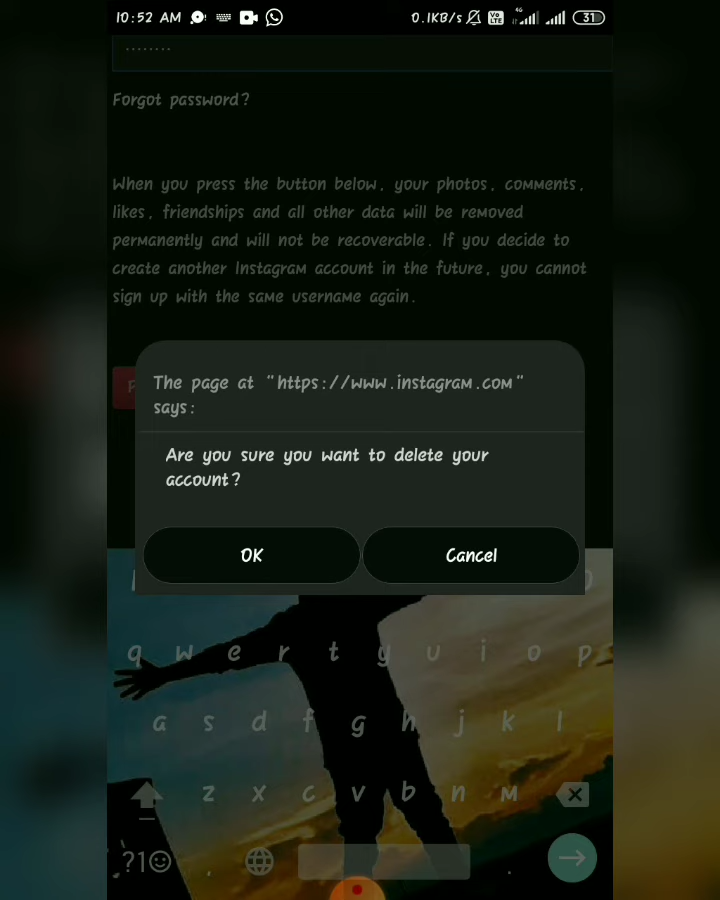 10:52 AM 0.1KB/s Vo LTE 4G 31
........
Forgot password?
When you press the button below, your photos, comments,
likes, friendships and all other data will be removed
permanently and will not be recoverable. If you decide to
create another Instagram account in the future, you cannot
sign up with the same username again.
The page at "https://www.instagram.com"
says:
Are you sure you want to delete your
account?
OK Cancel
q w e r t y u i o p
a s d f g h j k l
z x c v b n m
?1 , .